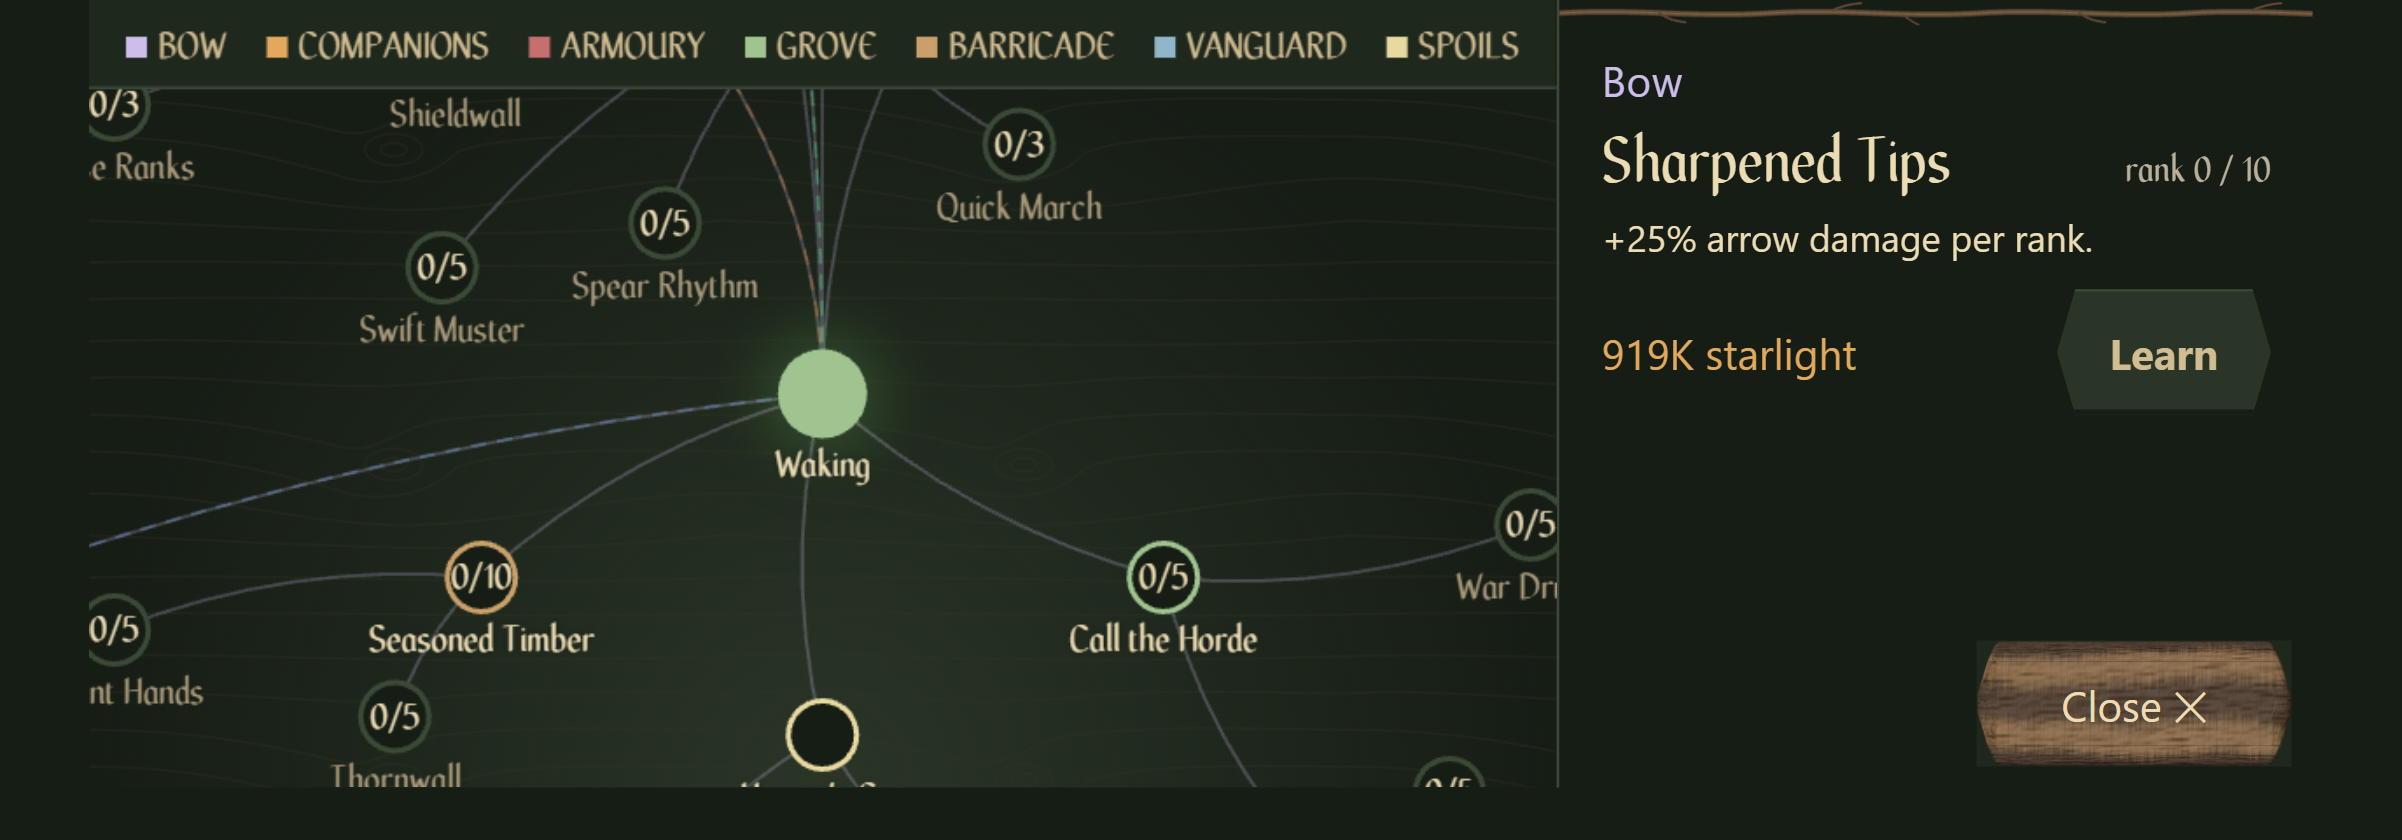 BOW COMPANIONS ARMOURY GROVE BARRICADE VANGUARD SPOILS
0/3
Shieldwall
e Ranks
0/3
Quick March
0/5
Spear Rhythm
0/5
Swift Muster
Waking
0/10
Seasoned Timber
0/5
Call the Horde
0/5
War Dr
0/5
nt Hands
0/5
Thornwall
0/5
Bow
Sharpened Tips rank 0 / 10
+25% arrow damage per rank.
919K starlight Learn
Close ×